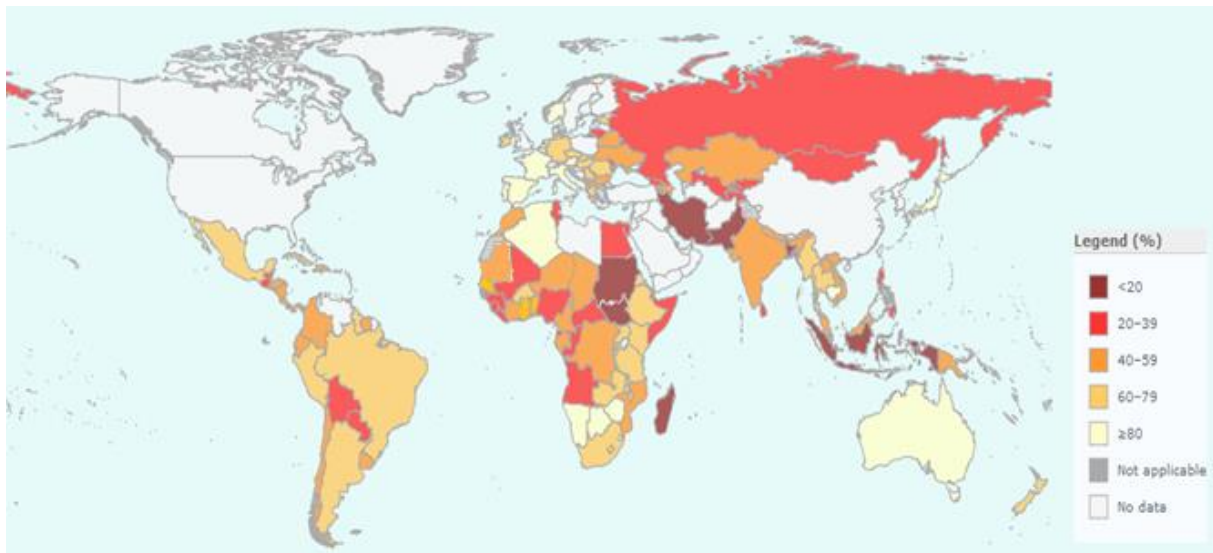 Legend (%)
<20
20–39
40–59
60–79
≥80
Not applicable
No data